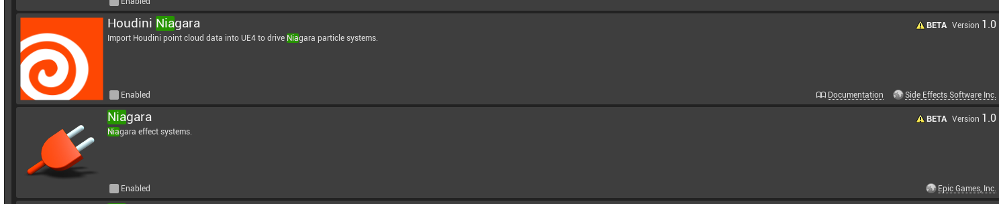 Enabled
Houdini Niagara
BETA Version 1.0
Import Houdini point cloud data into UE4 to drive Niagara particle systems.
Enabled
Documentation Side Effects Software Inc.
Niagara
BETA Version 1.0
Niagara effect systems.
Enabled
Epic Games, Inc.